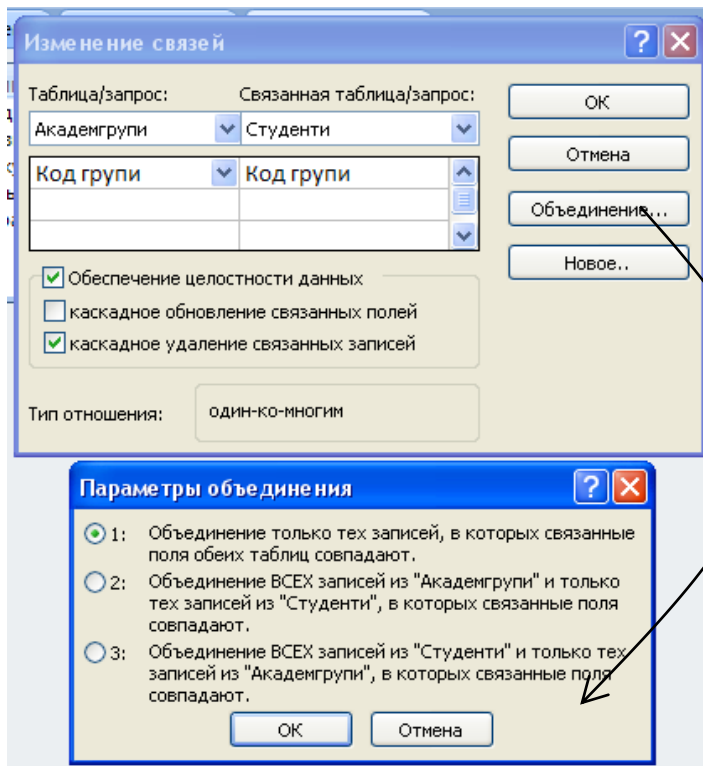 Изменение связей
Таблица/запрос: Связанная таблица/запрос:
Академгрупи Студенти
Код групи Код групи
ОК
Отмена
Объединение...
Новое..
Обеспечение целостности данных
каскадное обновление связанных полей
каскадное удаление связанных записей
Тип отношения: один-ко-многим
Параметры объединения
1: Объединение только тех записей, в которых связанные
поля обеих таблиц совпадают.
2: Объединение ВСЕХ записей из "Академгрупи" и только
тех записей из "Студенти", в которых связанные поля
совпадают.
3: Объединение ВСЕХ записей из "Студенти" и только тех
записей из "Академгрупи", в которых связанные поля
совпадают.
ОК Отмена